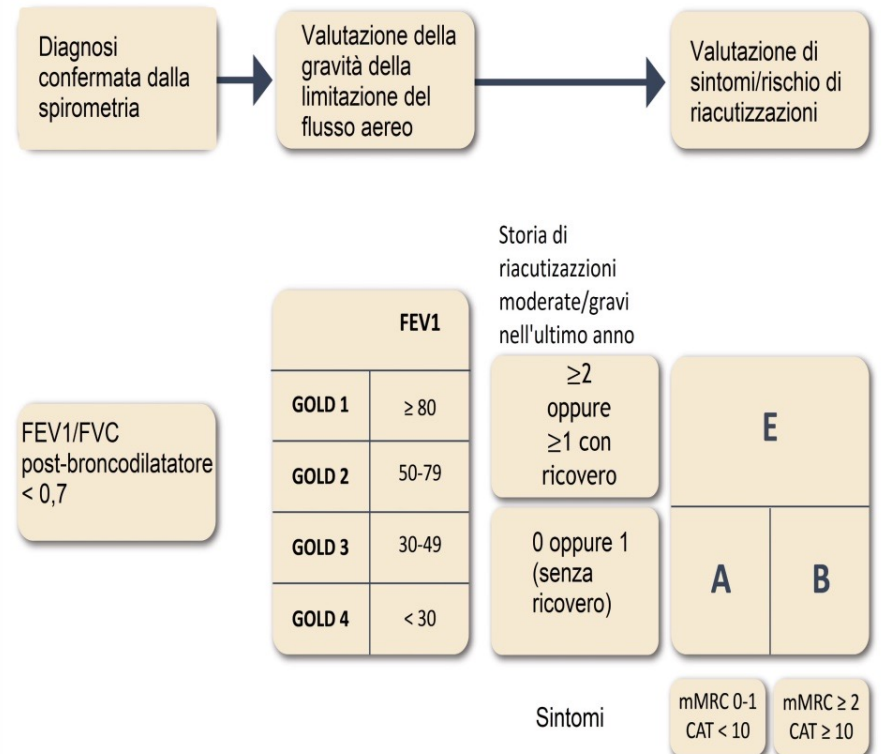 Diagnosi
confermata dalla
spirometria
Valutazione della
gravità della
limitazione del
flusso aereo
Valutazione di
sintomi/rischio di
riacutizzazioni
FEV1/FVC
post-broncodilatatore
< 0,7
FEV1
GOLD 1 ≥ 80
GOLD 2 50-79
GOLD 3 30-49
GOLD 4 < 30
Storia di
riacutizazzioni
moderate/gravi
nell'ultimo anno
≥2
oppure
≥1 con
ricovero
0 oppure 1
(senza
ricovero)
E
A B
Sintomi
mMRC 0-1
CAT < 10
mMRC ≥ 2
CAT ≥ 10